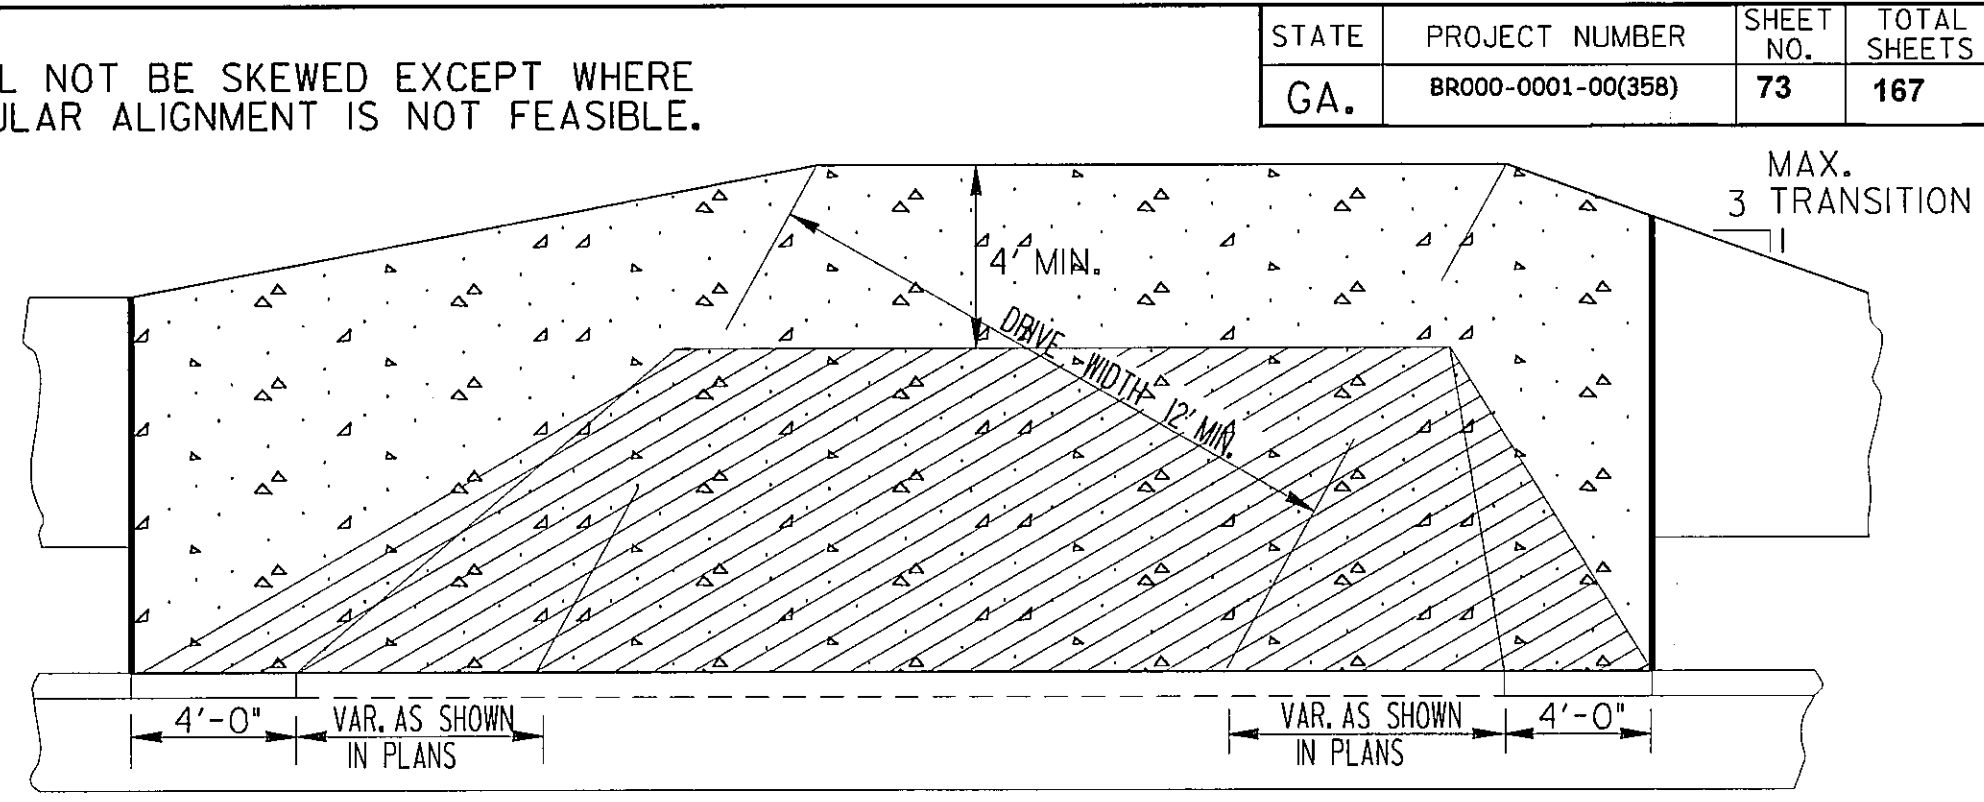 STATE PROJECT NUMBER SHEET NO. TOTAL SHEETS
GA. BR000-0001-00(358) 73 167
NOT BE SKEWED EXCEPT WHERE
ALIGNMENT IS NOT FEASIBLE.
MAX.
3 TRANSITION
1
4' MIN.
DRIVE WIDTH 12' MIN.
4'-0" VAR. AS SHOWN IN PLANS
VAR. AS SHOWN IN PLANS 4'-0"